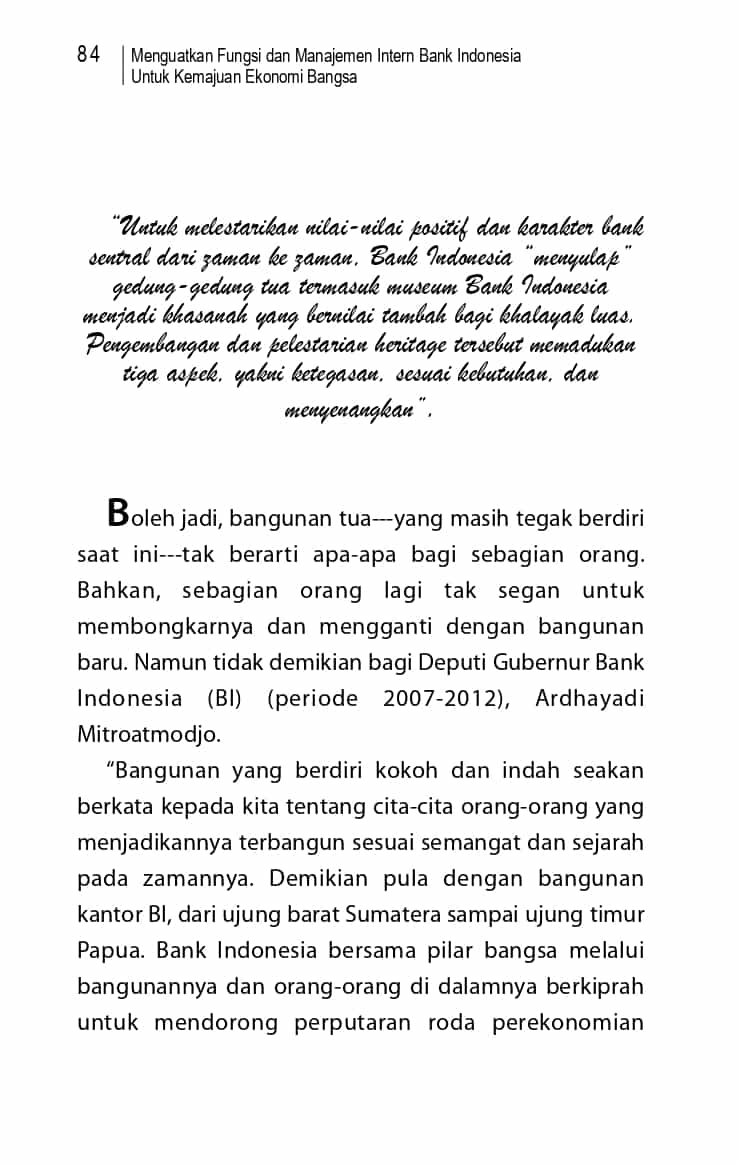 84
Menguatkan Fungsi dan Manajemen Intern Bank Indonesia
Untuk Kemajuan Ekonomi Bangsa
"Untuk melestarikan nilai-nilai positif dan karakter bank
sentral dari zaman ke zaman, Bank Indonesia "menyulap"
gedung-gedung tua termasuk museum Bank Indonesia
menjadi khasanah yang bernilai tambah bagi khalayak luas.
Pengembangan dan pelestarian heritage tersebut memadukan
tiga aspek, yakni ketegasan, sesuai kebutuhan, dan
menyenangkan".
Boleh jadi, bangunan tua---yang masih tegak berdiri
saat ini---tak berarti apa-apa bagi sebagian orang.
Bahkan, sebagian orang lagi tak segan untuk
membongkarnya dan mengganti dengan bangunan
baru. Namun tidak demikian bagi Deputi Gubernur Bank
Indonesia (BI) (periode 2007-2012), Ardhayadi
Mitroatmodjo.
"Bangunan yang berdiri kokoh dan indah seakan
berkata kepada kita tentang cita-cita orang-orang yang
menjadikannya terbangun sesuai semangat dan sejarah
pada zamannya. Demikian pula dengan bangunan
kantor BI, dari ujung barat Sumatera sampai ujung timur
Papua. Bank Indonesia bersama pilar bangsa melalui
bangunannya dan orang-orang di dalamnya berkiprah
untuk mendorong perputaran roda perekonomian